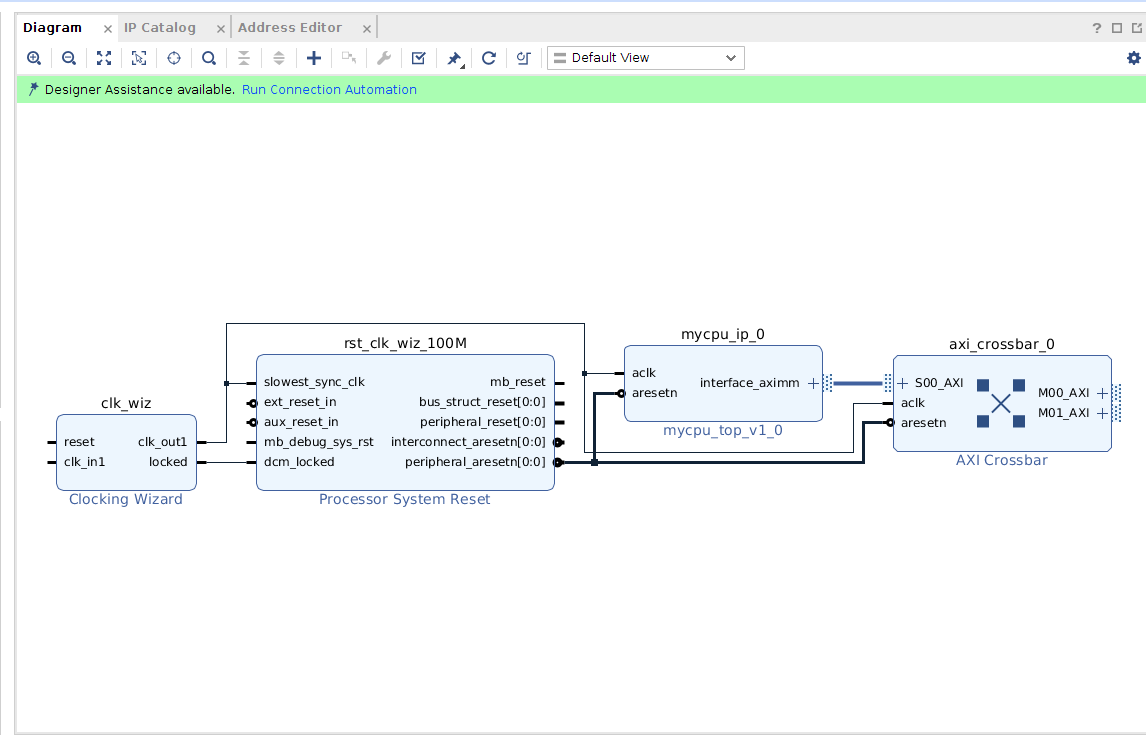 Diagram × IP Catalog × Address Editor ×
Default View
Designer Assistance available. Run Connection Automation
clk_wiz
reset
clk_in1
clk_out1
locked
Clocking Wizard
rst_clk_wiz_100M
slowest_sync_clk
ext_reset_in
aux_reset_in
mb_debug_sys_rst
dcm_locked
mb_reset
bus_struct_reset[0:0]
peripheral_reset[0:0]
interconnect_aresetn[0:0]
peripheral_aresetn[0:0]
Processor System Reset
mycpu_ip_0
aclk
aresetn
interface_aximm
mycpu_top_v1_0
axi_crossbar_0
S00_AXI
aclk
aresetn
M00_AXI
M01_AXI
AXI Crossbar